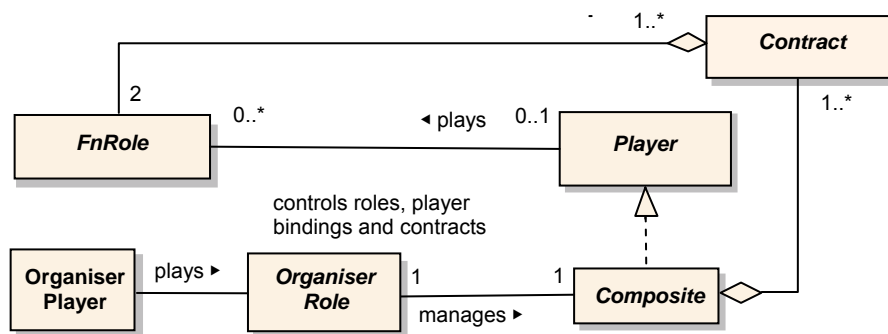 1..*
Contract
2
1..*
0..*
◄ plays
0..1
FnRole
Player
controls roles, player
bindings and contracts
Organiser
Player
plays ►
Organiser
Role
1
manages ►
1
Composite